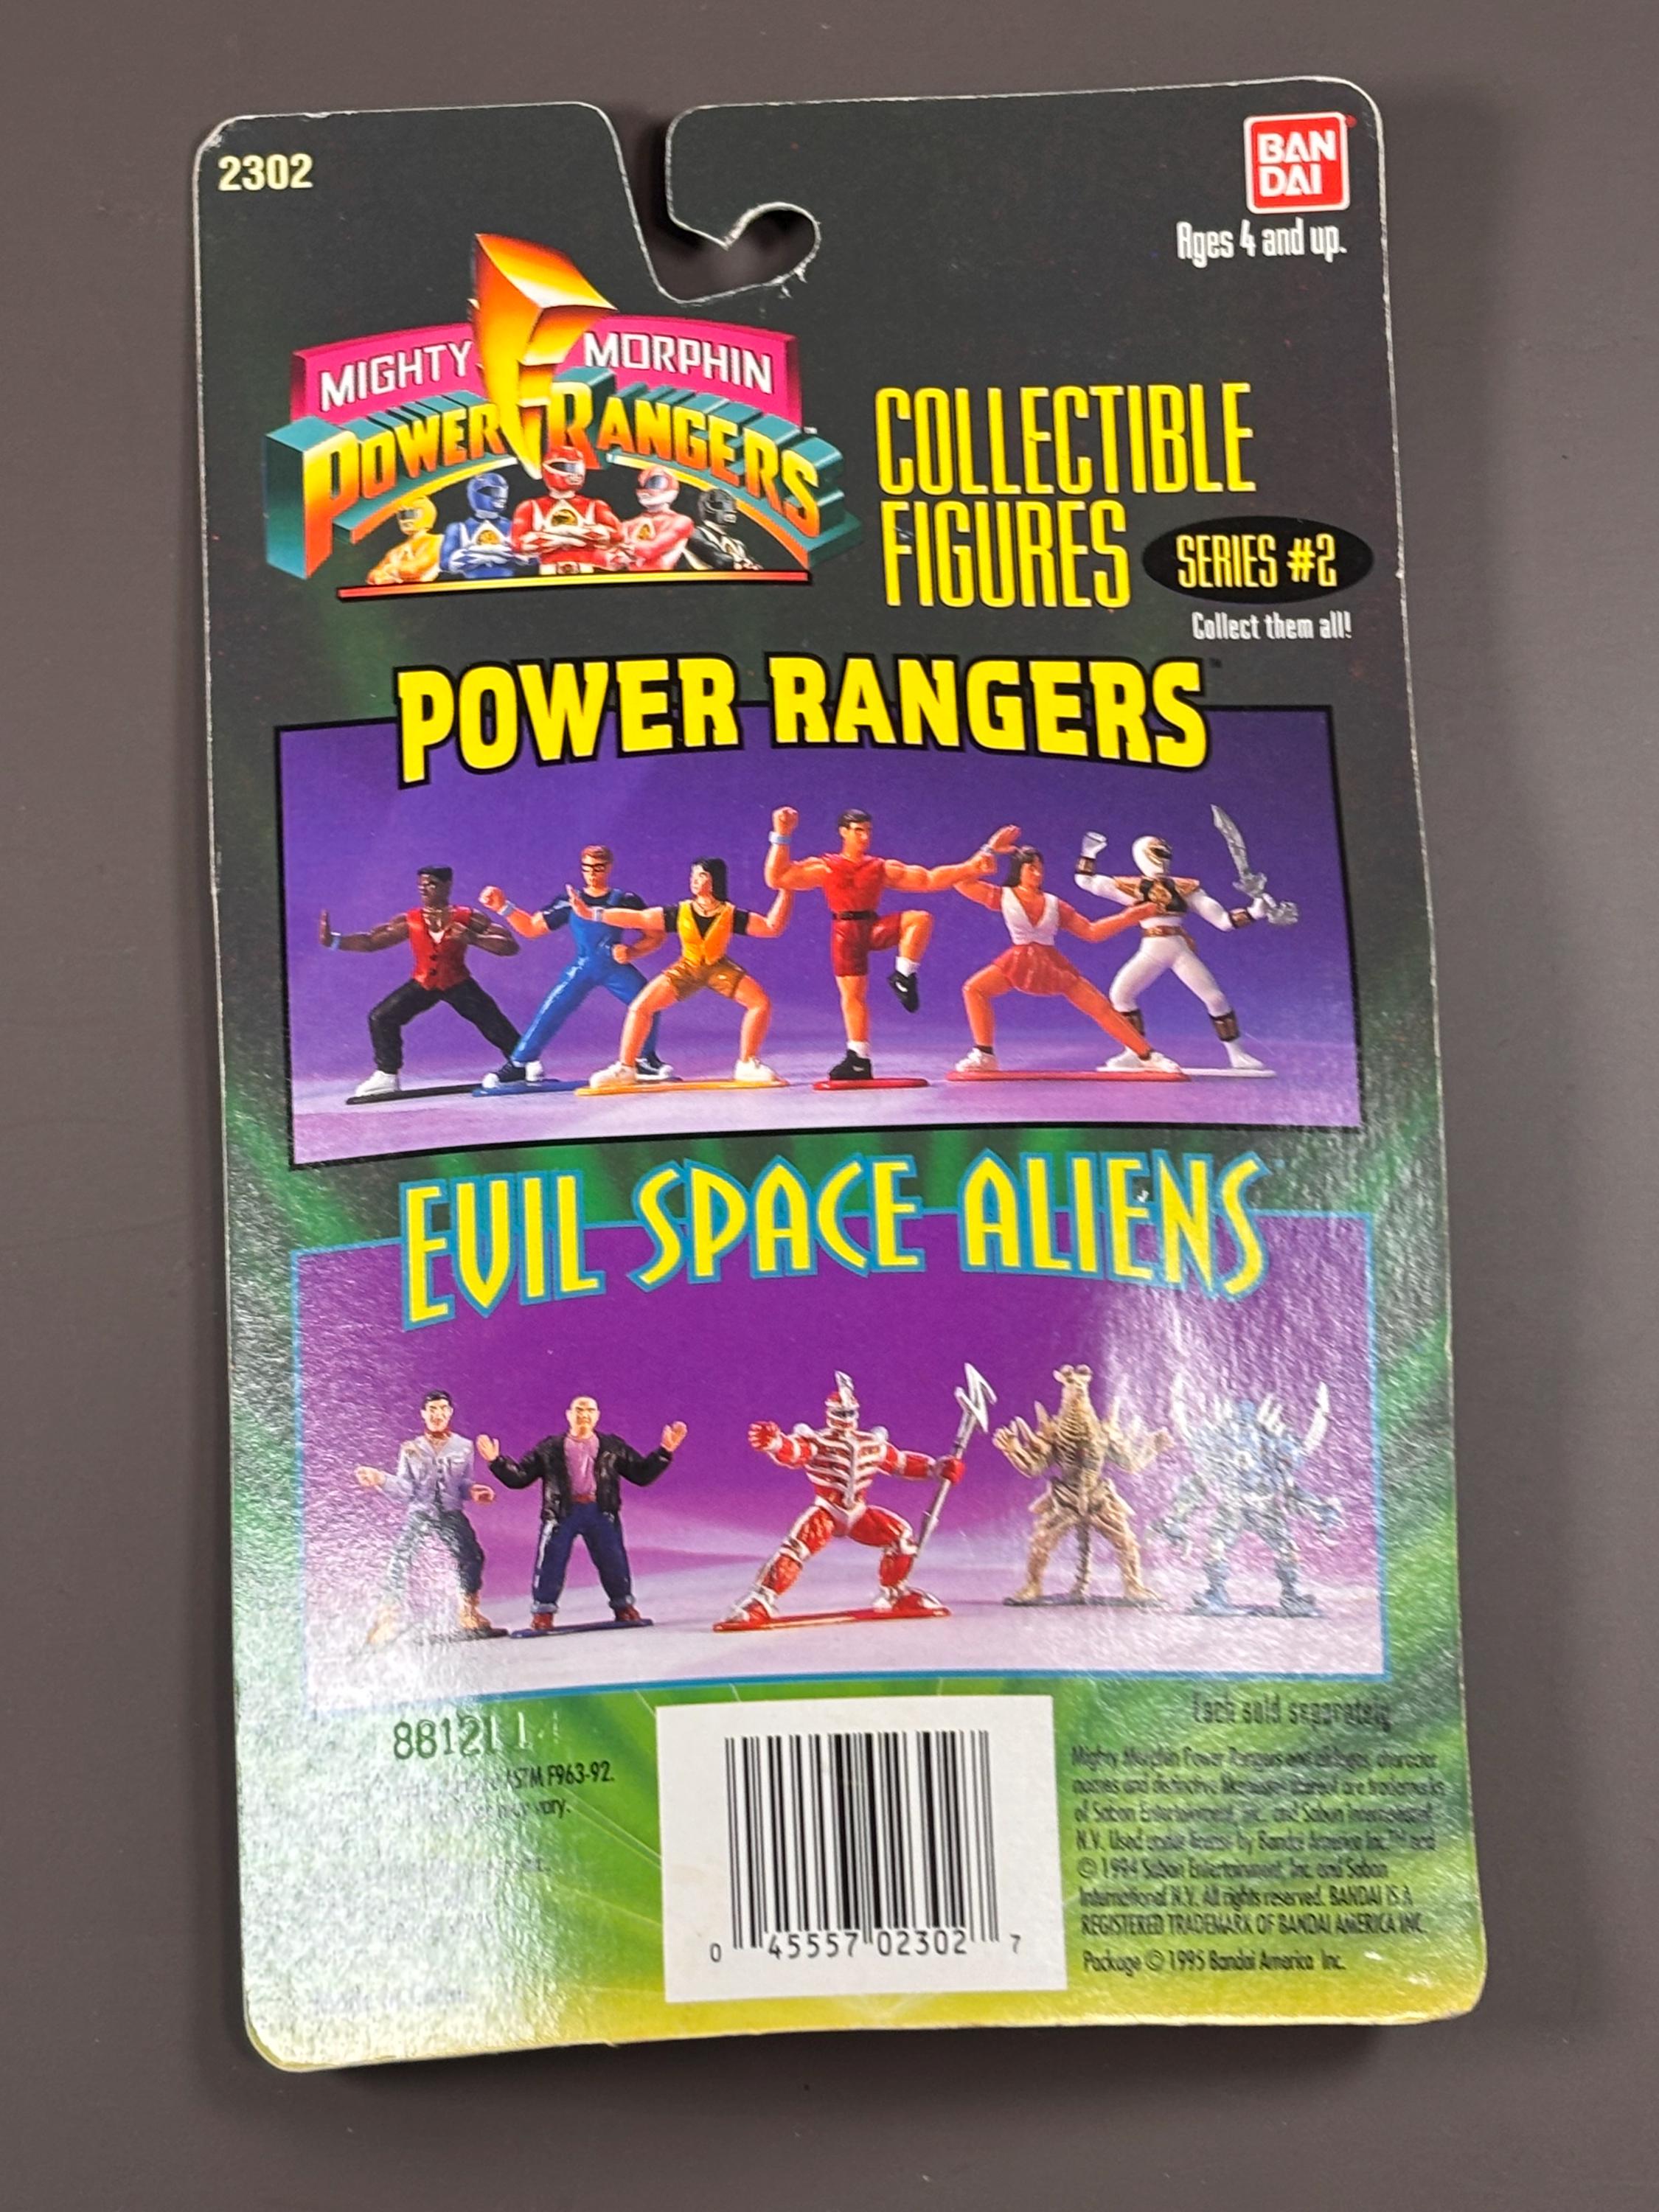 2302
BAN
DAI
Ages 4 and up.
MIGHTY MORPHIN
POWER RANGERS
COLLECTIBLE
FIGURES
SERIES #2
Collect them all!
POWER RANGERS™
EVIL SPACE ALIENS
Each sold separately
8812114
ASTM F963-92.
vary.
Mighty Morphin Power Rangers and all logos, character
names and distinctive likenesses thereof are trademarks
of Saban Entertainment, Inc. and Saban International
N.V. Used under license by Bandai America Inc.™ and
© 1994 Saban Entertainment, Inc. and Saban
International N.V. All rights reserved. BANDAI IS A
REGISTERED TRADEMARK OF BANDAI AMERICA INC.
Package © 1995 Bandai America Inc.
0 45557 02302 7